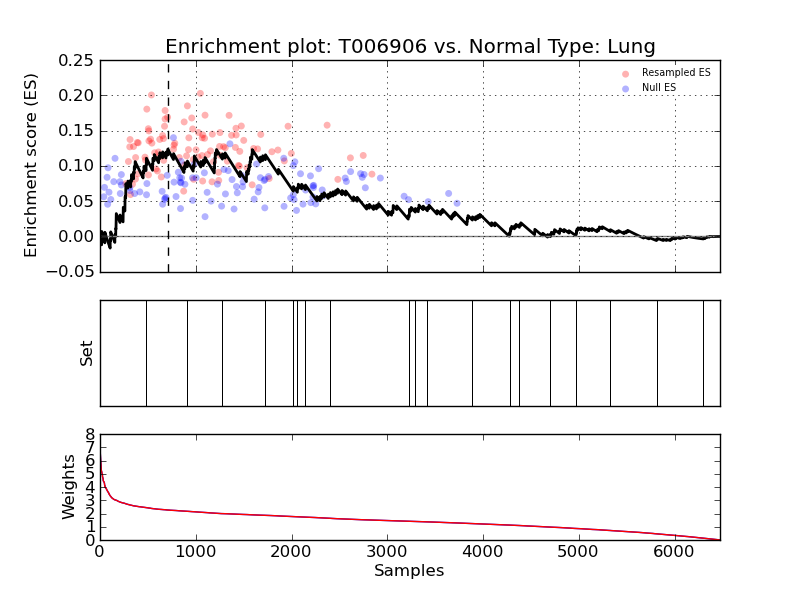 Enrichment plot: T006906 vs. Normal Type: Lung
Enrichment score (ES)
0.25
0.20
0.15
0.10
0.05
0.00
−0.05
Resampled ES
Null ES
Set
Weights
8
7
6
5
4
3
2
1
0
0 1000 2000 3000 4000 5000 6000
Samples